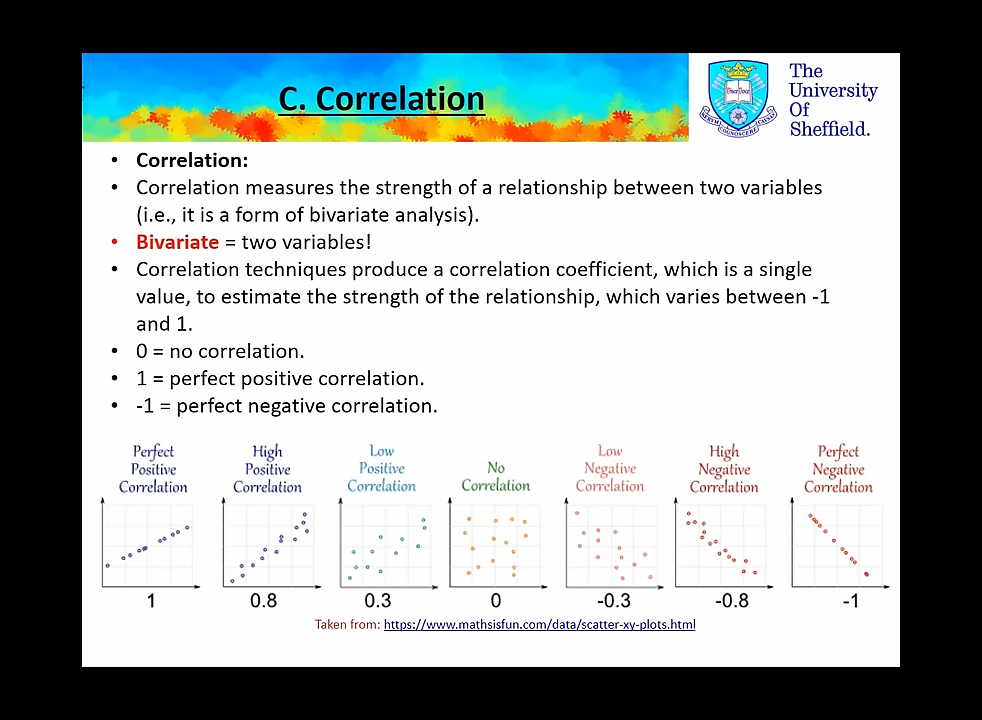 C. Correlation
The
University
Of
Sheffield.
• Correlation:
• Correlation measures the strength of a relationship between two variables
(i.e., it is a form of bivariate analysis).
• Bivariate = two variables!
• Correlation techniques produce a correlation coefficient, which is a single
value, to estimate the strength of the relationship, which varies between -1
and 1.
• 0 = no correlation.
• 1 = perfect positive correlation.
• -1 = perfect negative correlation.
Perfect
Positive
Correlation
High
Positive
Correlation
Low
Positive
Correlation
No
Correlation
Low
Negative
Correlation
High
Negative
Correlation
Perfect
Negative
Correlation
1 0.8 0.3 0 -0.3 -0.8 -1
Taken from: https://www.mathsisfun.com/data/scatter-xy-plots.html